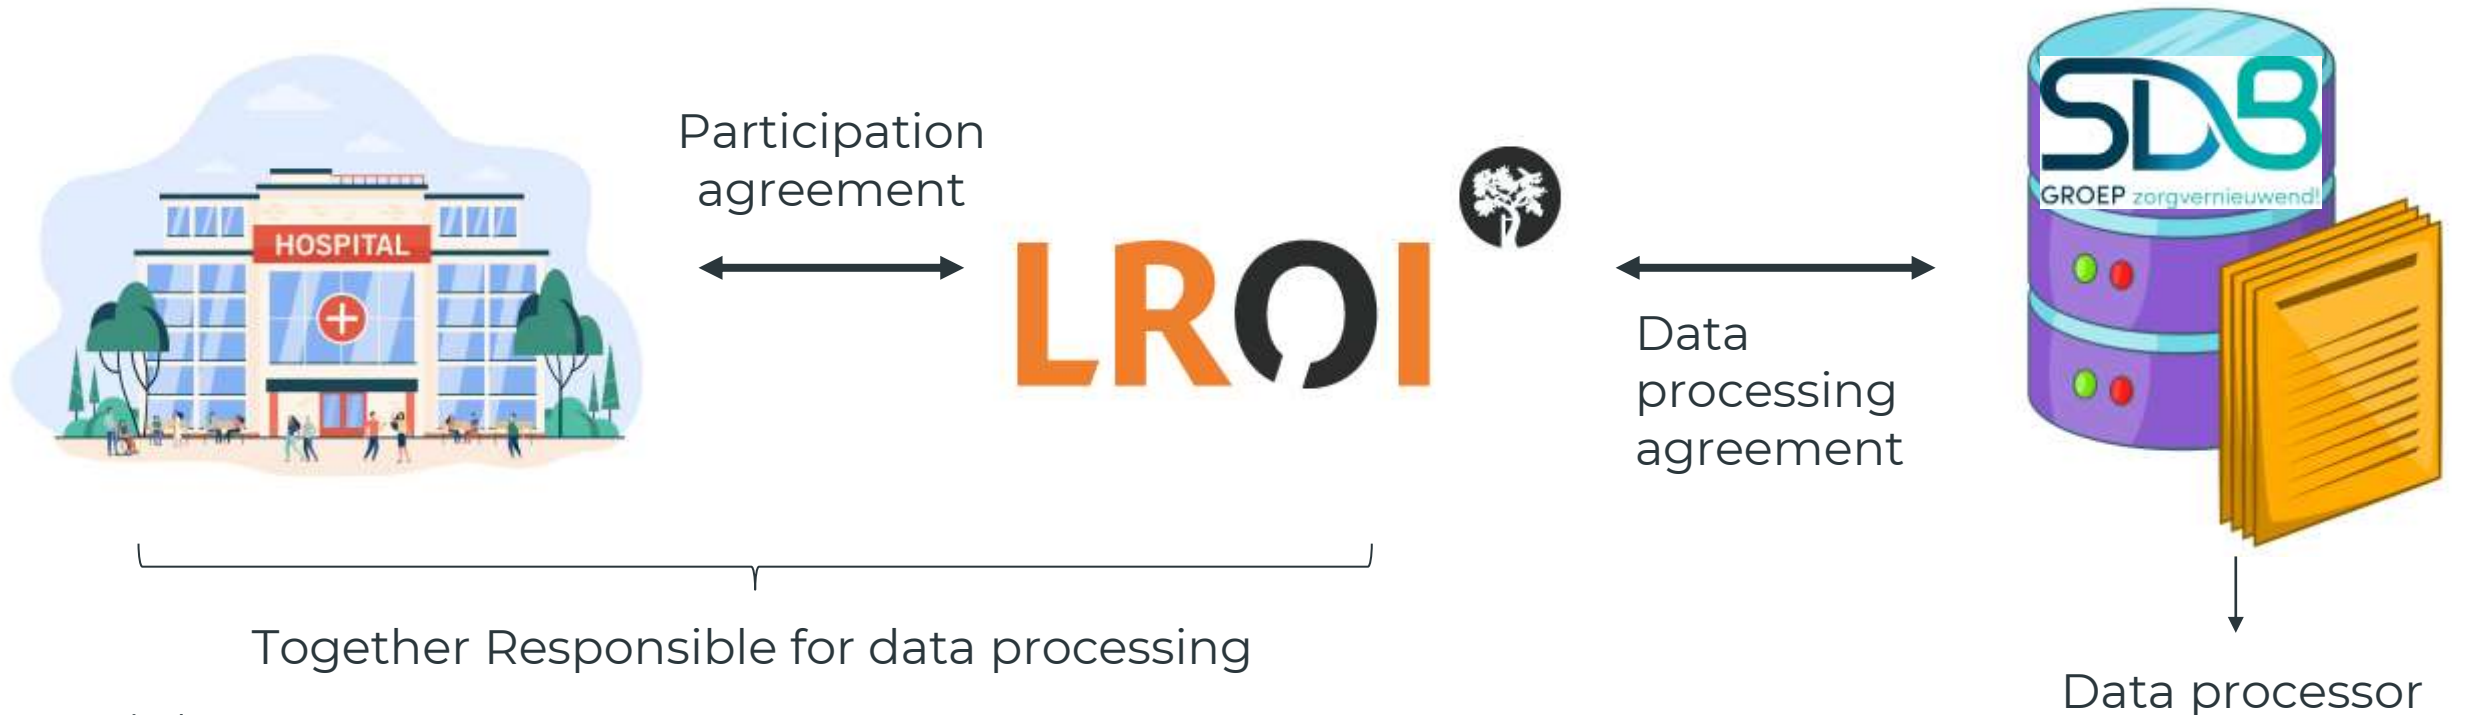 Participation
agreement
HOSPITAL
LROI
SDB
GROEP zorgvernieuwend!
Data
processing
agreement
Together Responsible for data processing
Data processor